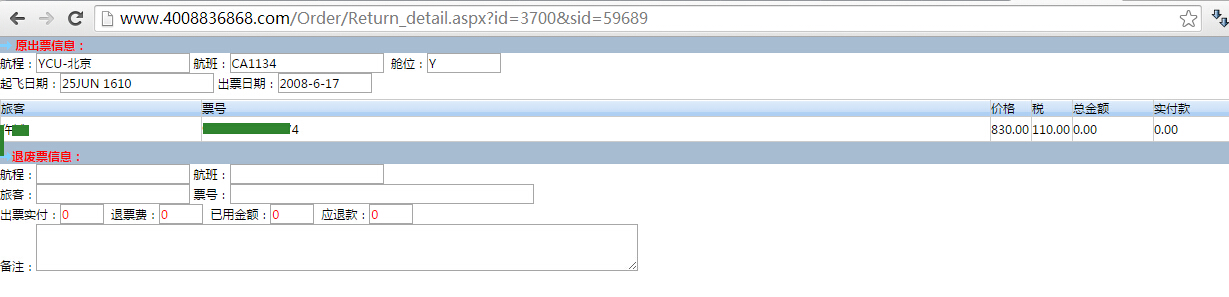 www.4008836868.com/Order/Return_detail.aspx?id=3700&sid=59689
原出票信息：
航程：YCU-北京 航班：CA1134 舱位：Y
起飞日期：25JUN 1610 出票日期：2008-6-17
旅客 票号 价格 税 总金额 实付款
4 830.00 110.00 0.00 0.00
退废票信息：
航程： 航班：
旅客： 票号：
出票实付：0 退票费：0 已用金额：0 应退款：0
备注：